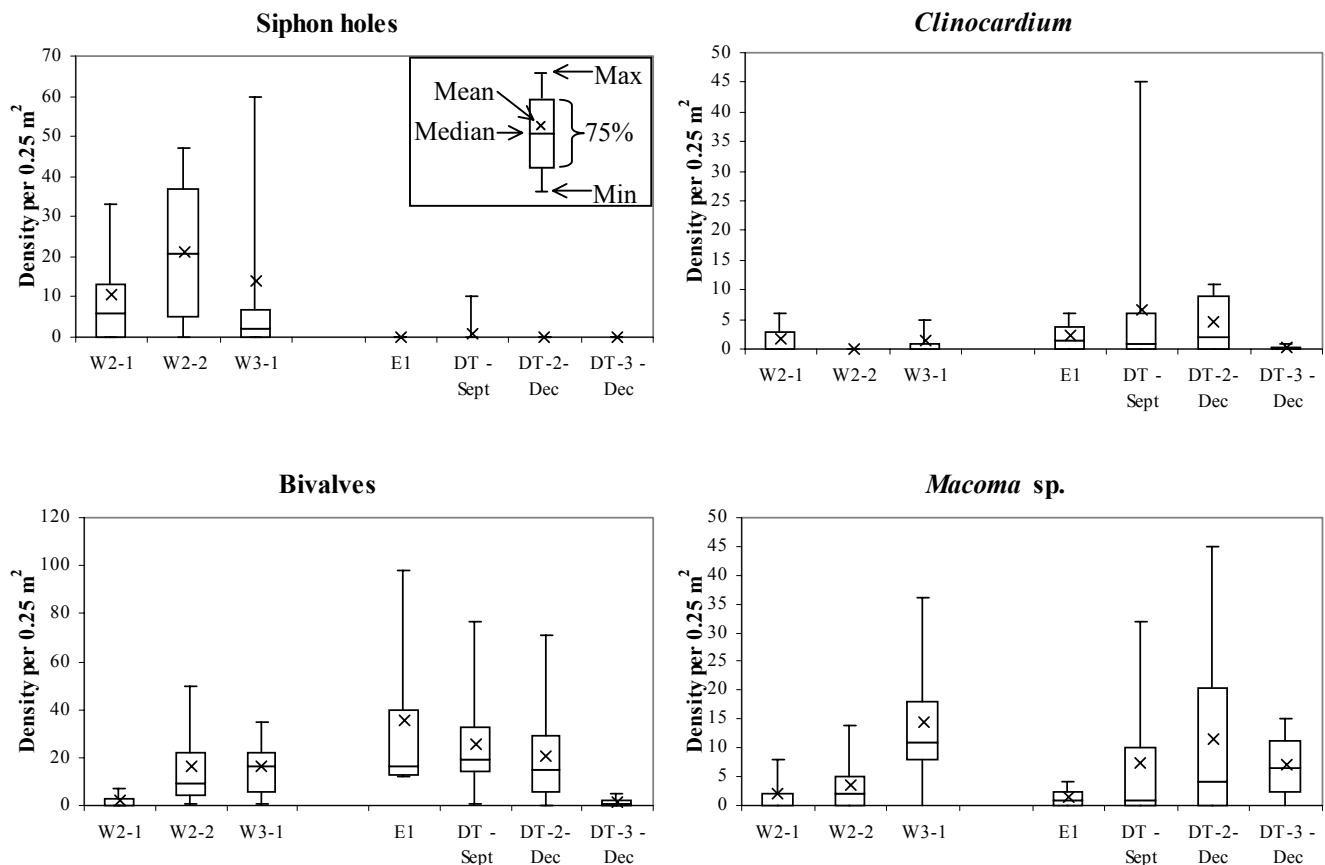 Siphon holes
Density per 0.25 m²
70
60
50
40
30
20
10
0
Max
Mean
Median
75%
Min
W2-1 W2-2 W3-1 E1 DT - Sept DT-2- Dec DT-3 - Dec
Clinocardium
Density per 0.25 m²
50
45
40
35
30
25
20
15
10
5
0
W2-1 W2-2 W3-1 E1 DT - Sept DT-2- Dec DT-3 - Dec
Bivalves
Density per 0.25 m²
120
100
80
60
40
20
0
W2-1 W2-2 W3-1 E1 DT - Sept DT-2- Dec DT-3 - Dec
Macoma sp.
Density per 0.25 m²
50
45
40
35
30
25
20
15
10
5
0
W2-1 W2-2 W3-1 E1 DT - Sept DT-2- Dec DT-3 - Dec